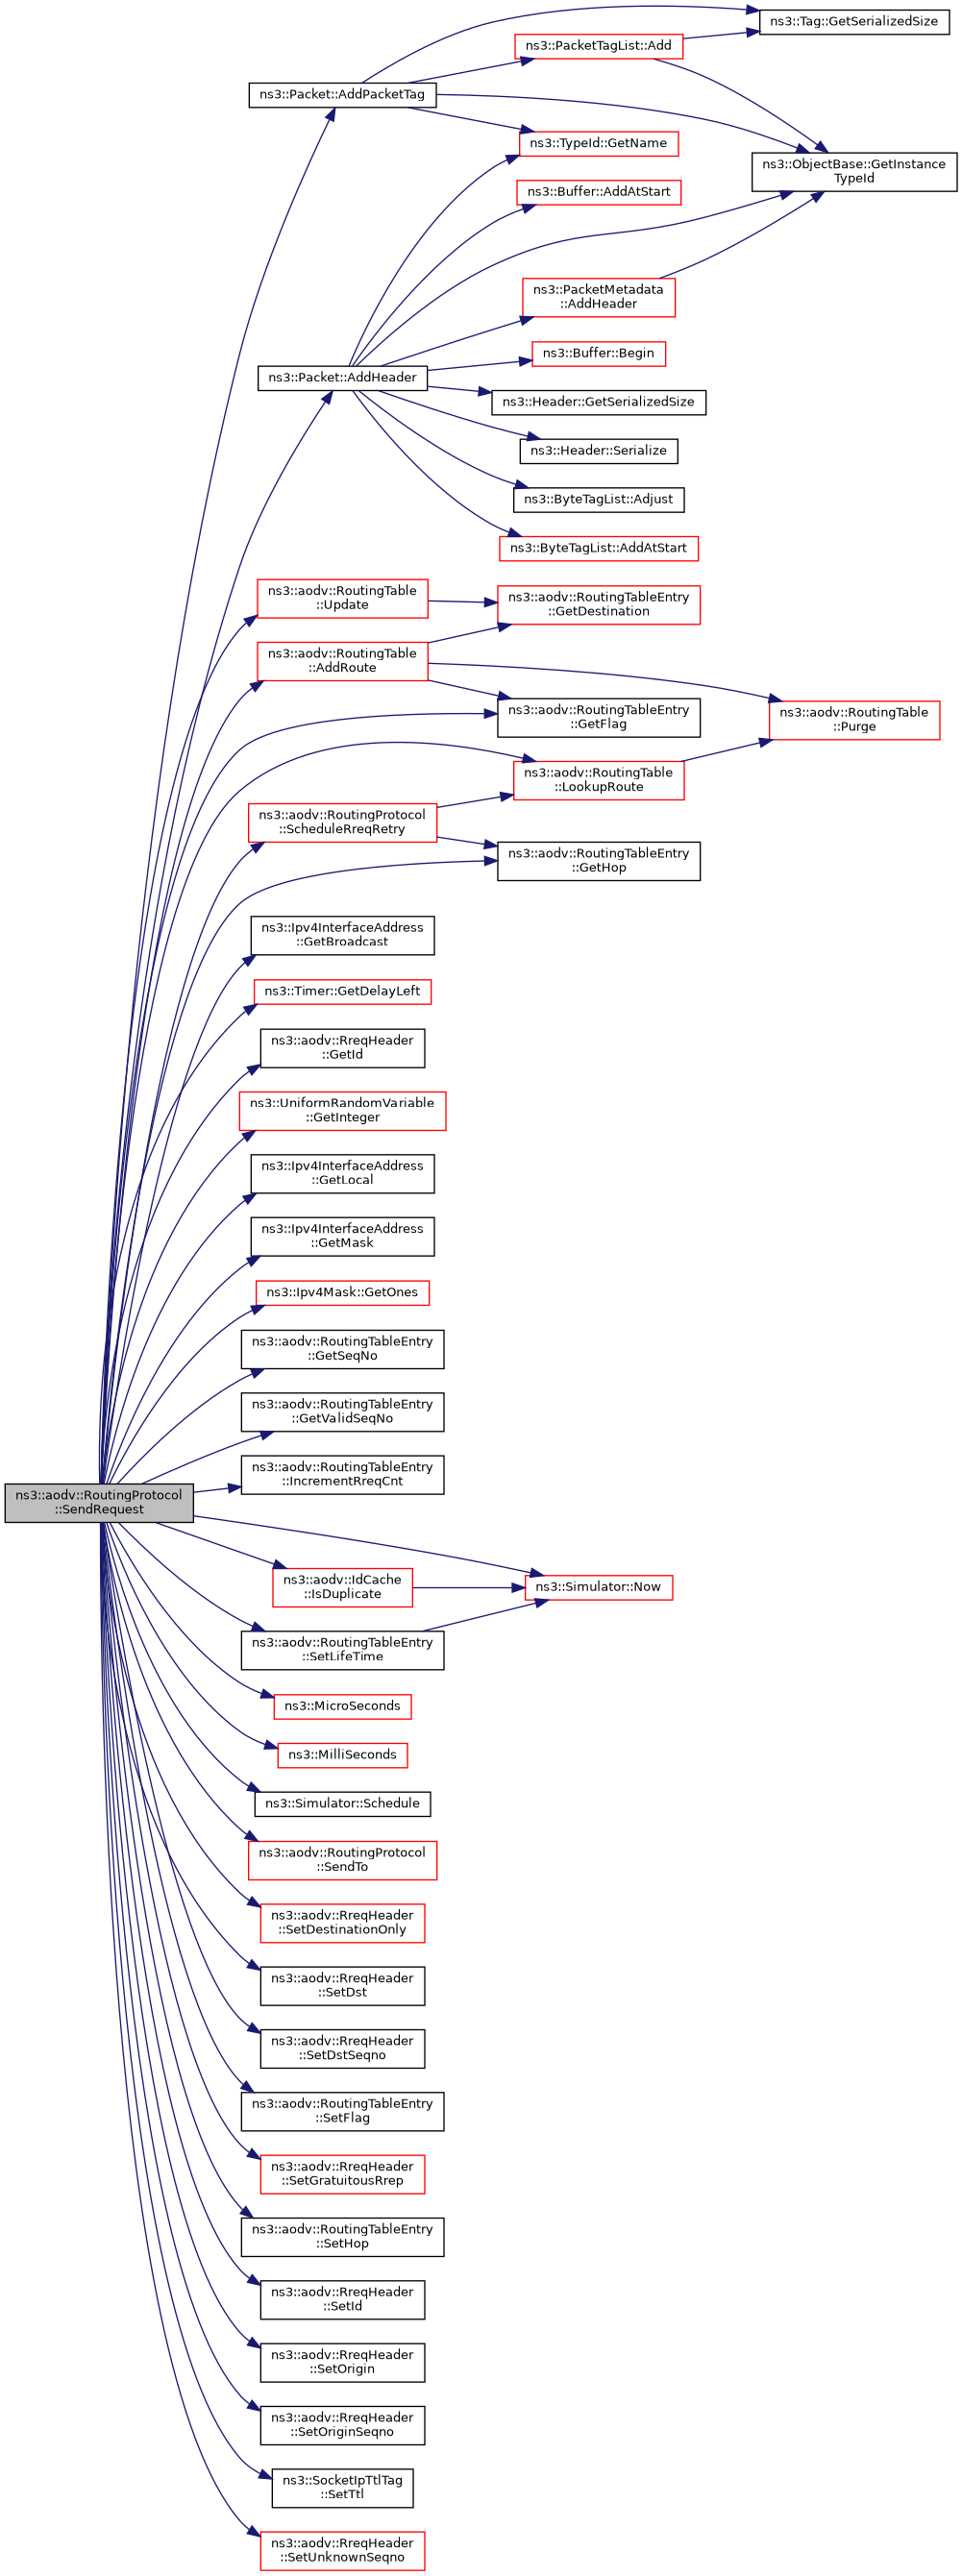 ns3::Tag::GetSerializedSize
ns3::PacketTagList::Add
ns3::Packet::AddPacketTag
ns3::TypeId::GetName
ns3::ObjectBase::GetInstance
TypeId
ns3::Buffer::AddAtStart
ns3::PacketMetadata
::AddHeader
ns3::Buffer::Begin
ns3::Packet::AddHeader
ns3::Header::GetSerializedSize
ns3::Header::Serialize
ns3::ByteTagList::Adjust
ns3::ByteTagList::AddAtStart
ns3::aodv::RoutingTable
::Update
ns3::aodv::RoutingTableEntry
::GetDestination
ns3::aodv::RoutingTable
::AddRoute
ns3::aodv::RoutingTableEntry
::GetFlag
ns3::aodv::RoutingTable
::Purge
ns3::aodv::RoutingTable
::LookupRoute
ns3::aodv::RoutingProtocol
::ScheduleRreqRetry
ns3::aodv::RoutingTableEntry
::GetHop
ns3::Ipv4InterfaceAddress
::GetBroadcast
ns3::Timer::GetDelayLeft
ns3::aodv::RreqHeader
::GetId
ns3::UniformRandomVariable
::GetInteger
ns3::Ipv4InterfaceAddress
::GetLocal
ns3::Ipv4InterfaceAddress
::GetMask
ns3::Ipv4Mask::GetOnes
ns3::aodv::RoutingTableEntry
::GetSeqNo
ns3::aodv::RoutingTableEntry
::GetValidSeqNo
ns3::aodv::RoutingTableEntry
::IncrementRreqCnt
ns3::aodv::RoutingProtocol
::SendRequest
ns3::aodv::IdCache
::IsDuplicate
ns3::Simulator::Now
ns3::aodv::RoutingTableEntry
::SetLifeTime
ns3::MicroSeconds
ns3::MilliSeconds
ns3::Simulator::Schedule
ns3::aodv::RoutingProtocol
::SendTo
ns3::aodv::RreqHeader
::SetDestinationOnly
ns3::aodv::RreqHeader
::SetDst
ns3::aodv::RreqHeader
::SetDstSeqno
ns3::aodv::RoutingTableEntry
::SetFlag
ns3::aodv::RreqHeader
::SetGratuitousRrep
ns3::aodv::RoutingTableEntry
::SetHop
ns3::aodv::RreqHeader
::SetId
ns3::aodv::RreqHeader
::SetOrigin
ns3::aodv::RreqHeader
::SetOriginSeqno
ns3::SocketIpTtlTag
::SetTtl
ns3::aodv::RreqHeader
::SetUnknownSeqno